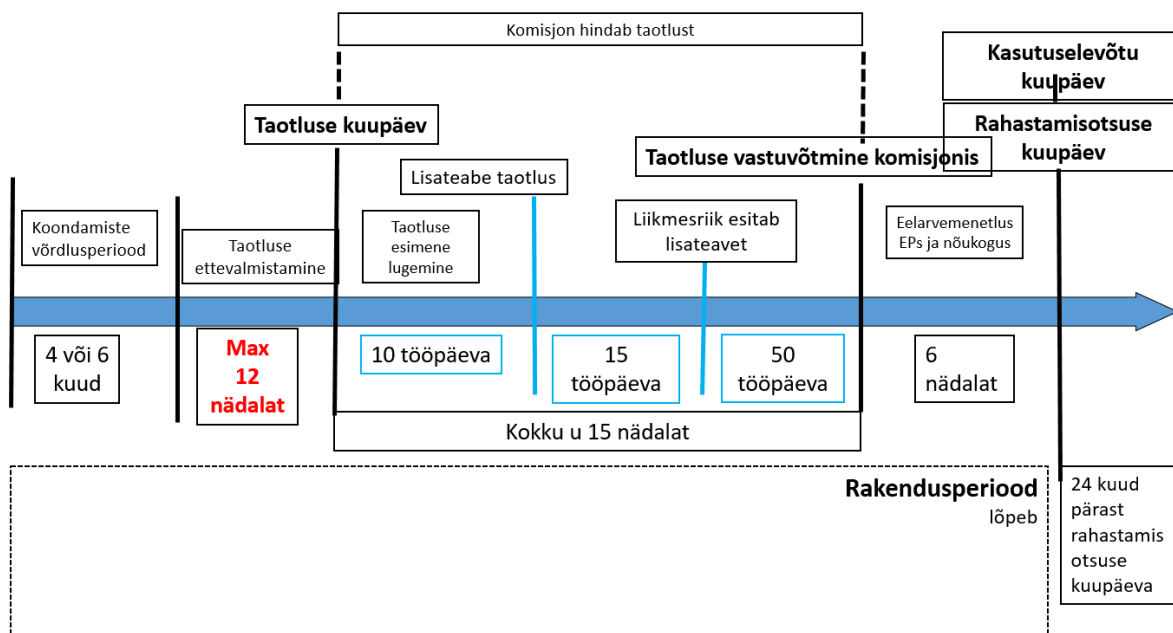 Komisjon hindab taotlust
Kasutuselevõtu
kuupäev
Taotluse kuupäev
Rahastamisotsuse
kuupäev
Taotluse vastuvõtmine komisjonis
Lisateabe taotlus
Koondamiste
võrdlusperiood
Taotluse
ettevalmistamine
Taotluse
esimene
lugemine
Liikmesriik esitab
lisateavet
Eelarvemenetlus
EPs ja nõukogus
4 või 6
kuud
Max
12
nädalat
10 tööpäeva
15
tööpäeva
50
tööpäeva
6
nädalat
Kokku u 15 nädalat
Rakendusperiood
lõpeb
24 kuud
pärast
rahastamis
otsuse
kuupäeva